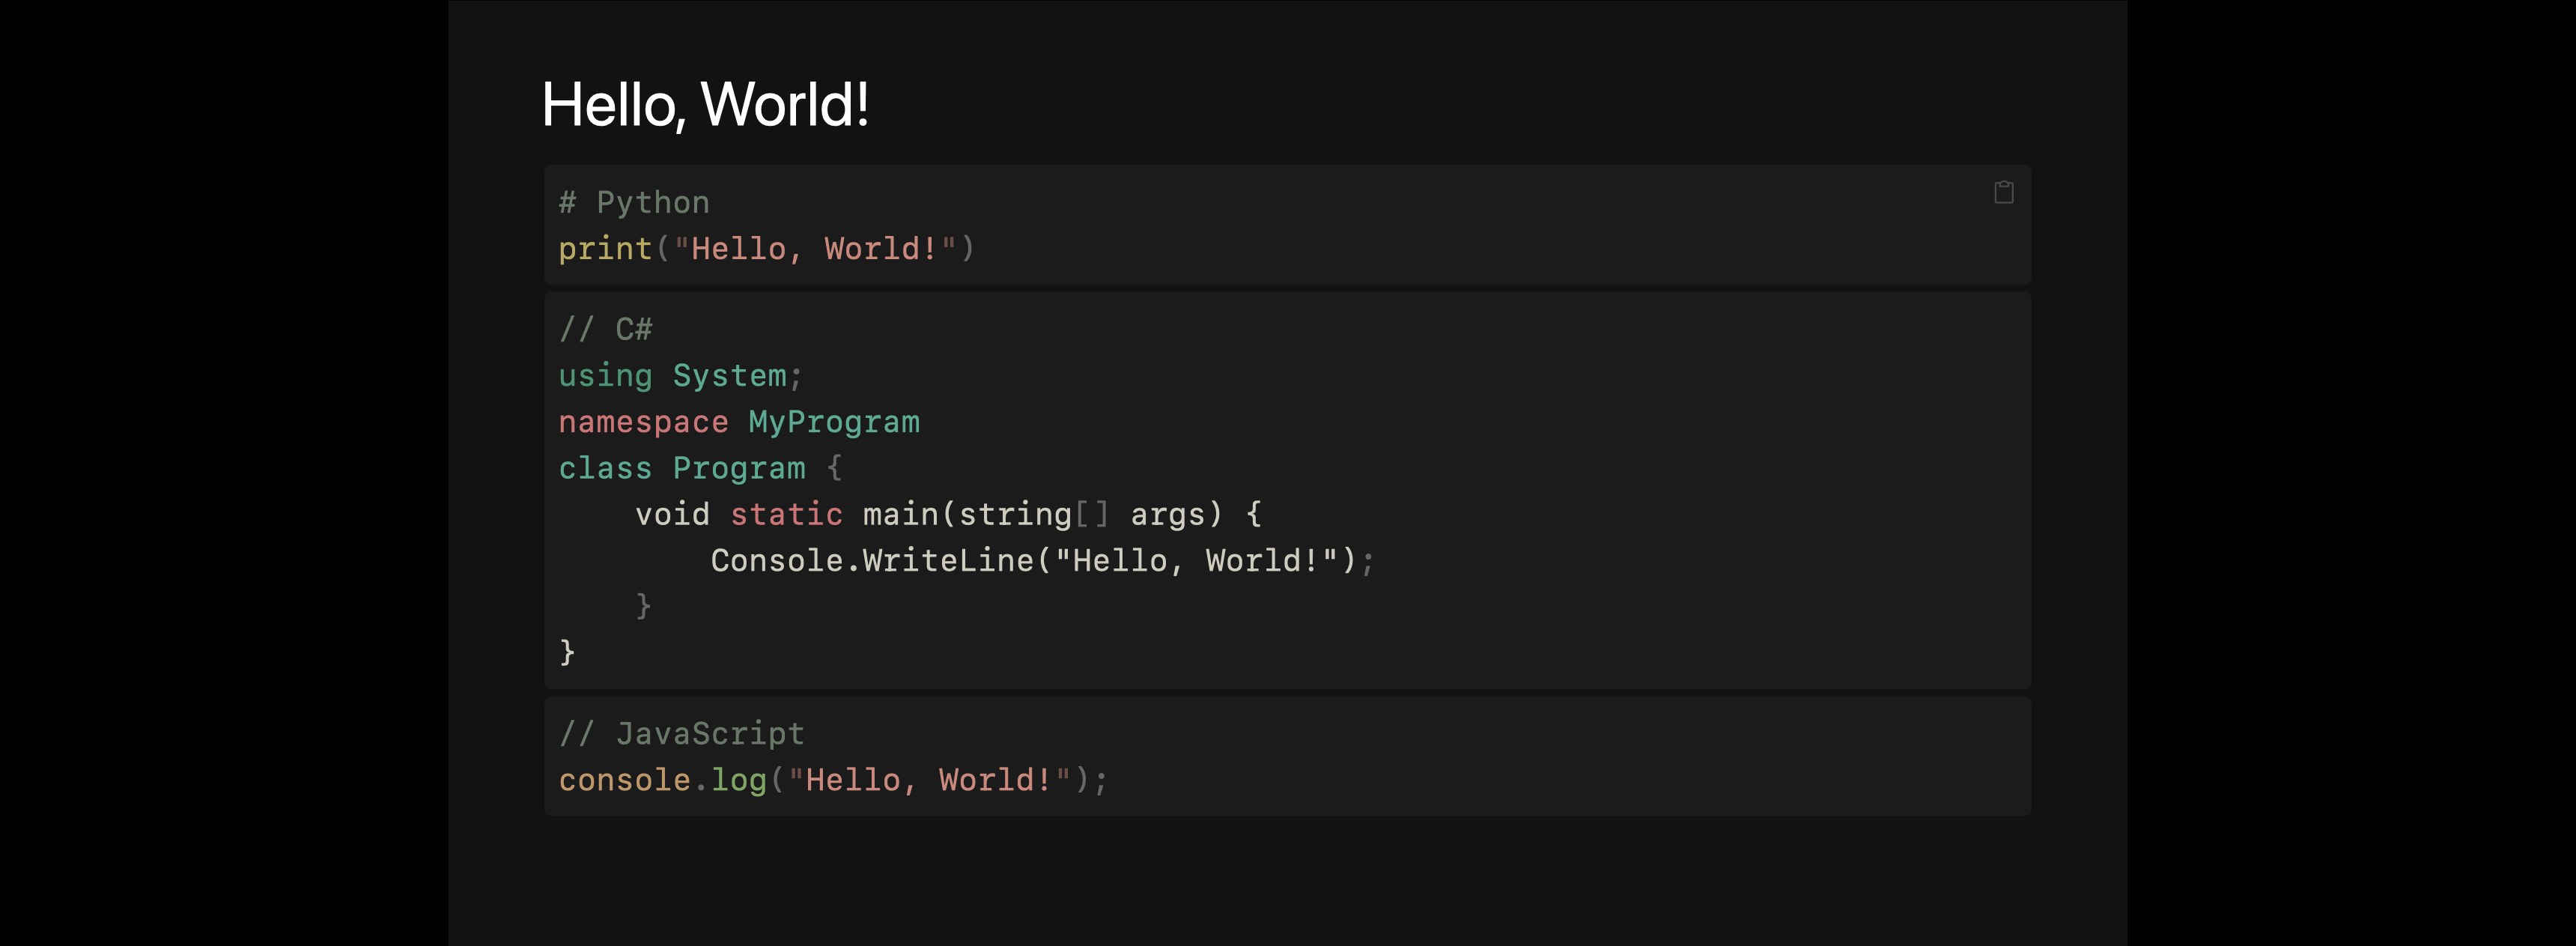 Hello, World!
# Python
print("Hello, World!")
// C#
using System;
namespace MyProgram
class Program {
    void static main(string[] args) {
        Console.WriteLine("Hello, World!");
    }
}
// JavaScript
console.log("Hello, World!");